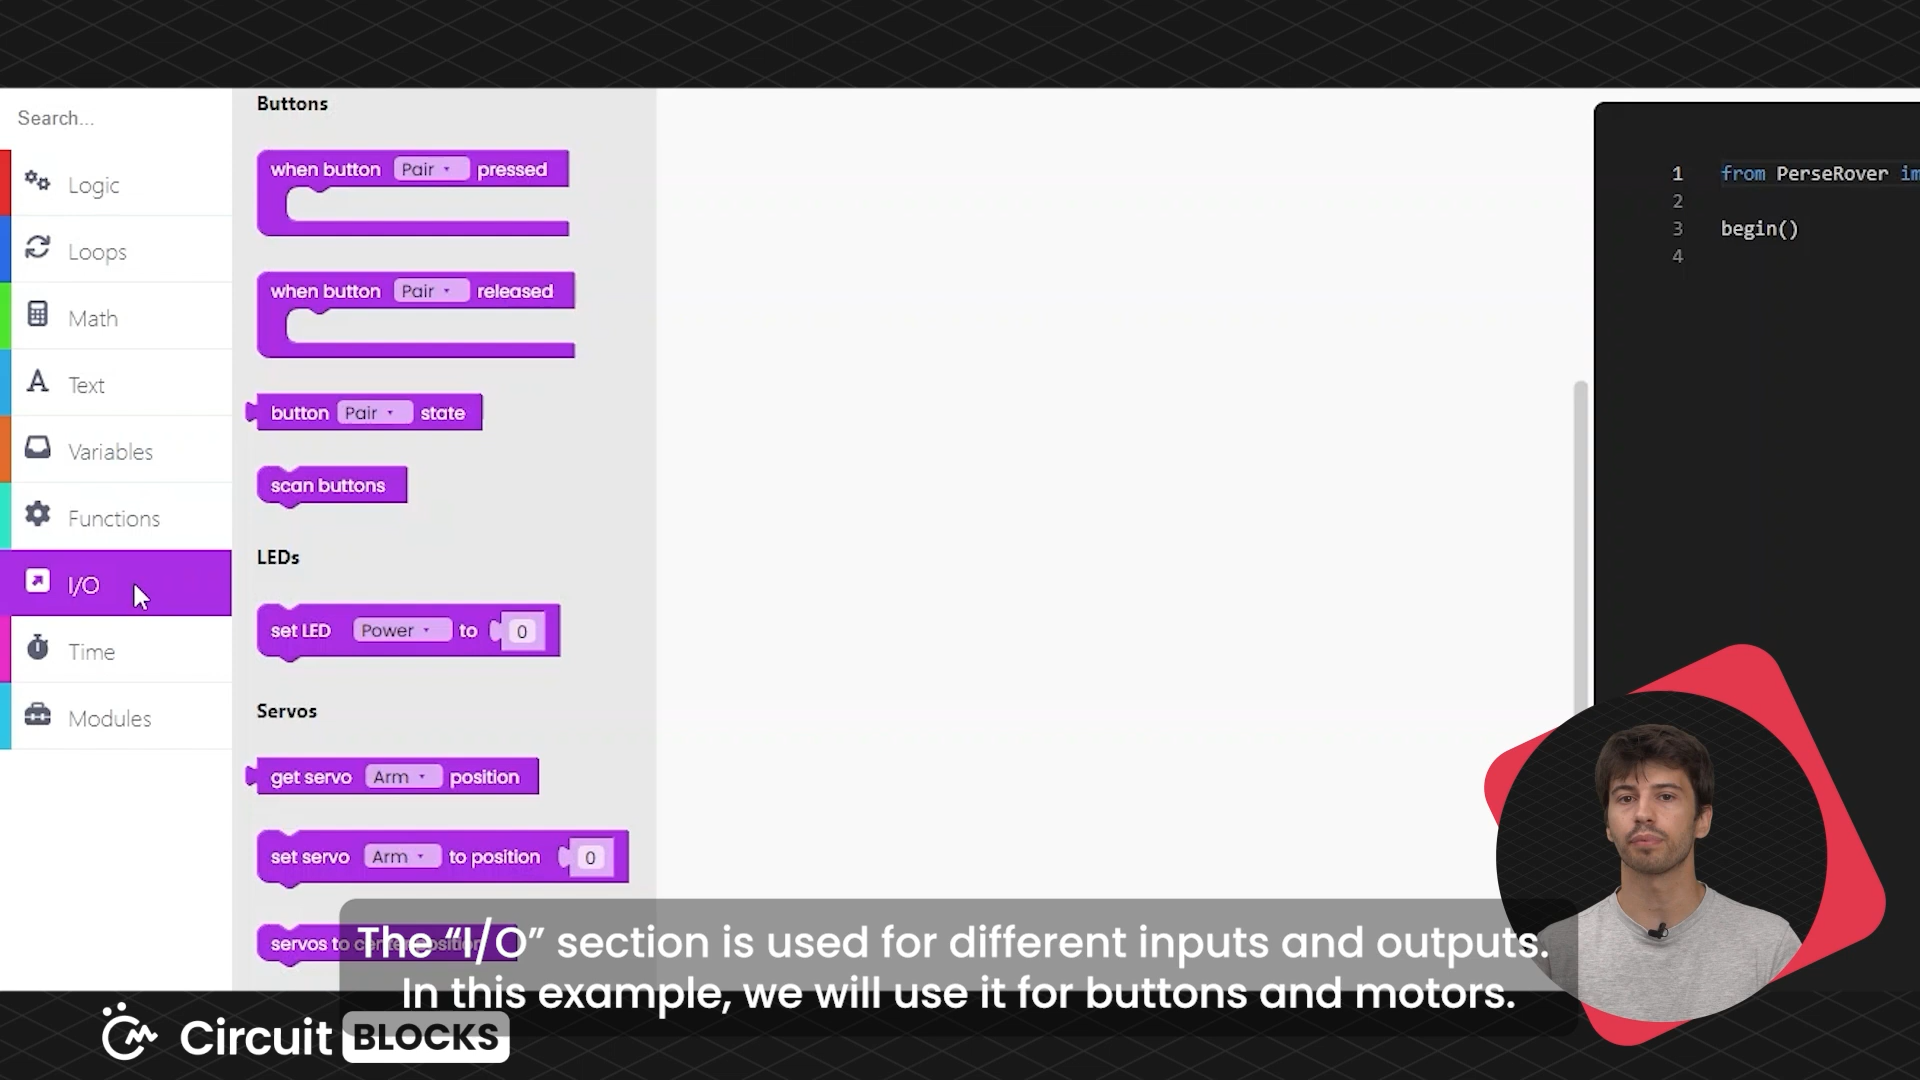 Search...
Logic
Loops
Math
Text
Variables
Functions
I/O
Time
Modules
Buttons
when button Pair pressed
when button Pair released
button Pair state
scan buttons
LEDs
set LED Power to 0
Servos
get servo Arm position
set servo Arm to position 0
servos to center position
1 from PerseRover im
2
3 begin()
4
The “I/O” section is used for different inputs and outputs.
In this example, we will use it for buttons and motors.
Circuit BLOCKS